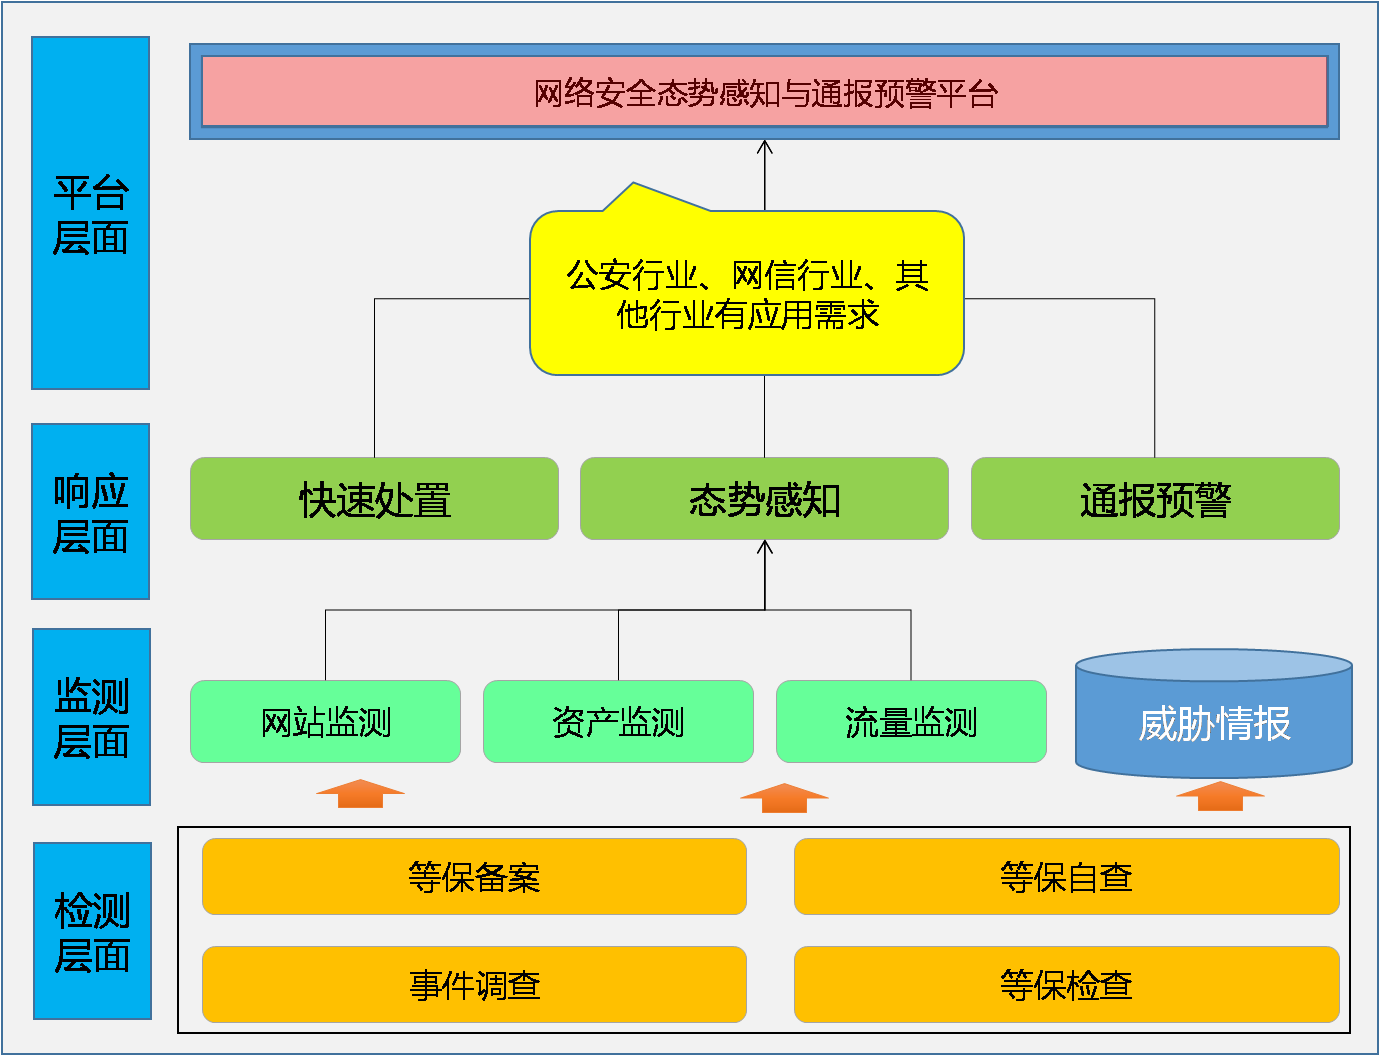 平台
层面
网络安全态势感知与通报预警平台
公安行业、网信行业、其
他行业有应用需求
响应
层面
快速处置
态势感知
通报预警
监测
层面
网站监测
资产监测
流量监测
威胁情报
检测
层面
等保备案
等保自查
事件调查
等保检查